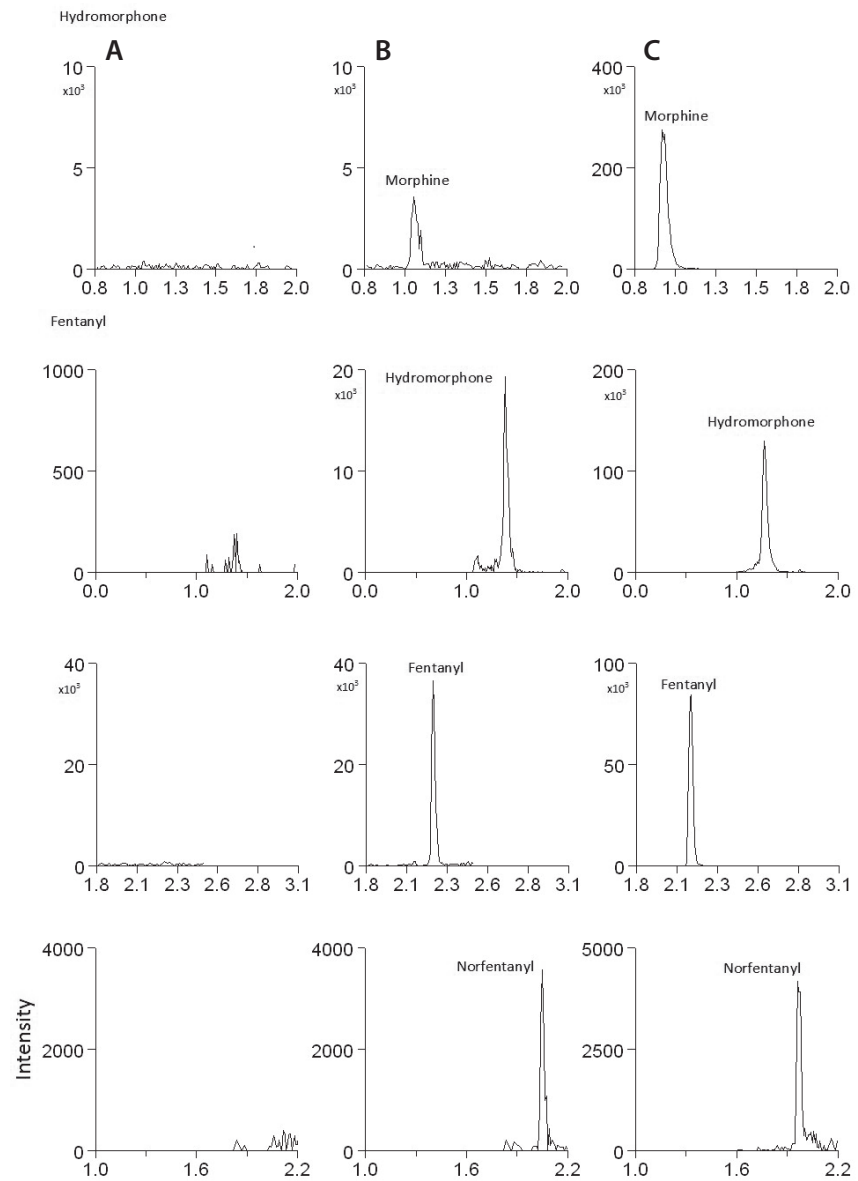 Hydromorphone
A B C
10 10 400
x10³ x10³ x10³
Morphine
Morphine
5 5 200
0 0 0
0.8 1.0 1.3 1.5 1.8 2.0 0.8 1.0 1.3 1.5 1.8 2.0 0.8 1.0 1.3 1.5 1.8 2.0
Fentanyl
1000 20 200
x10³ x10³
Hydromorphone
Hydromorphone
500 10 100
0 0 0
0.0 1.0 2.0 0.0 1.0 2.0 1.0 2.0
40 40 100
x10³ x10³ x10³
Fentanyl Fentanyl
20 20 50
0 0 0
1.8 2.1 2.3 2.6 2.8 3.1 1.8 2.1 2.3 2.6 2.8 3.1 1.8 2.1 2.3 2.6 2.8 3.1
4000 4000 5000
Norfentanyl Norfentanyl
Intensity
2000 2000 2500
0 0 0
1.0 1.6 2.2 1.0 1.6 2.2 1.0 1.6 2.2